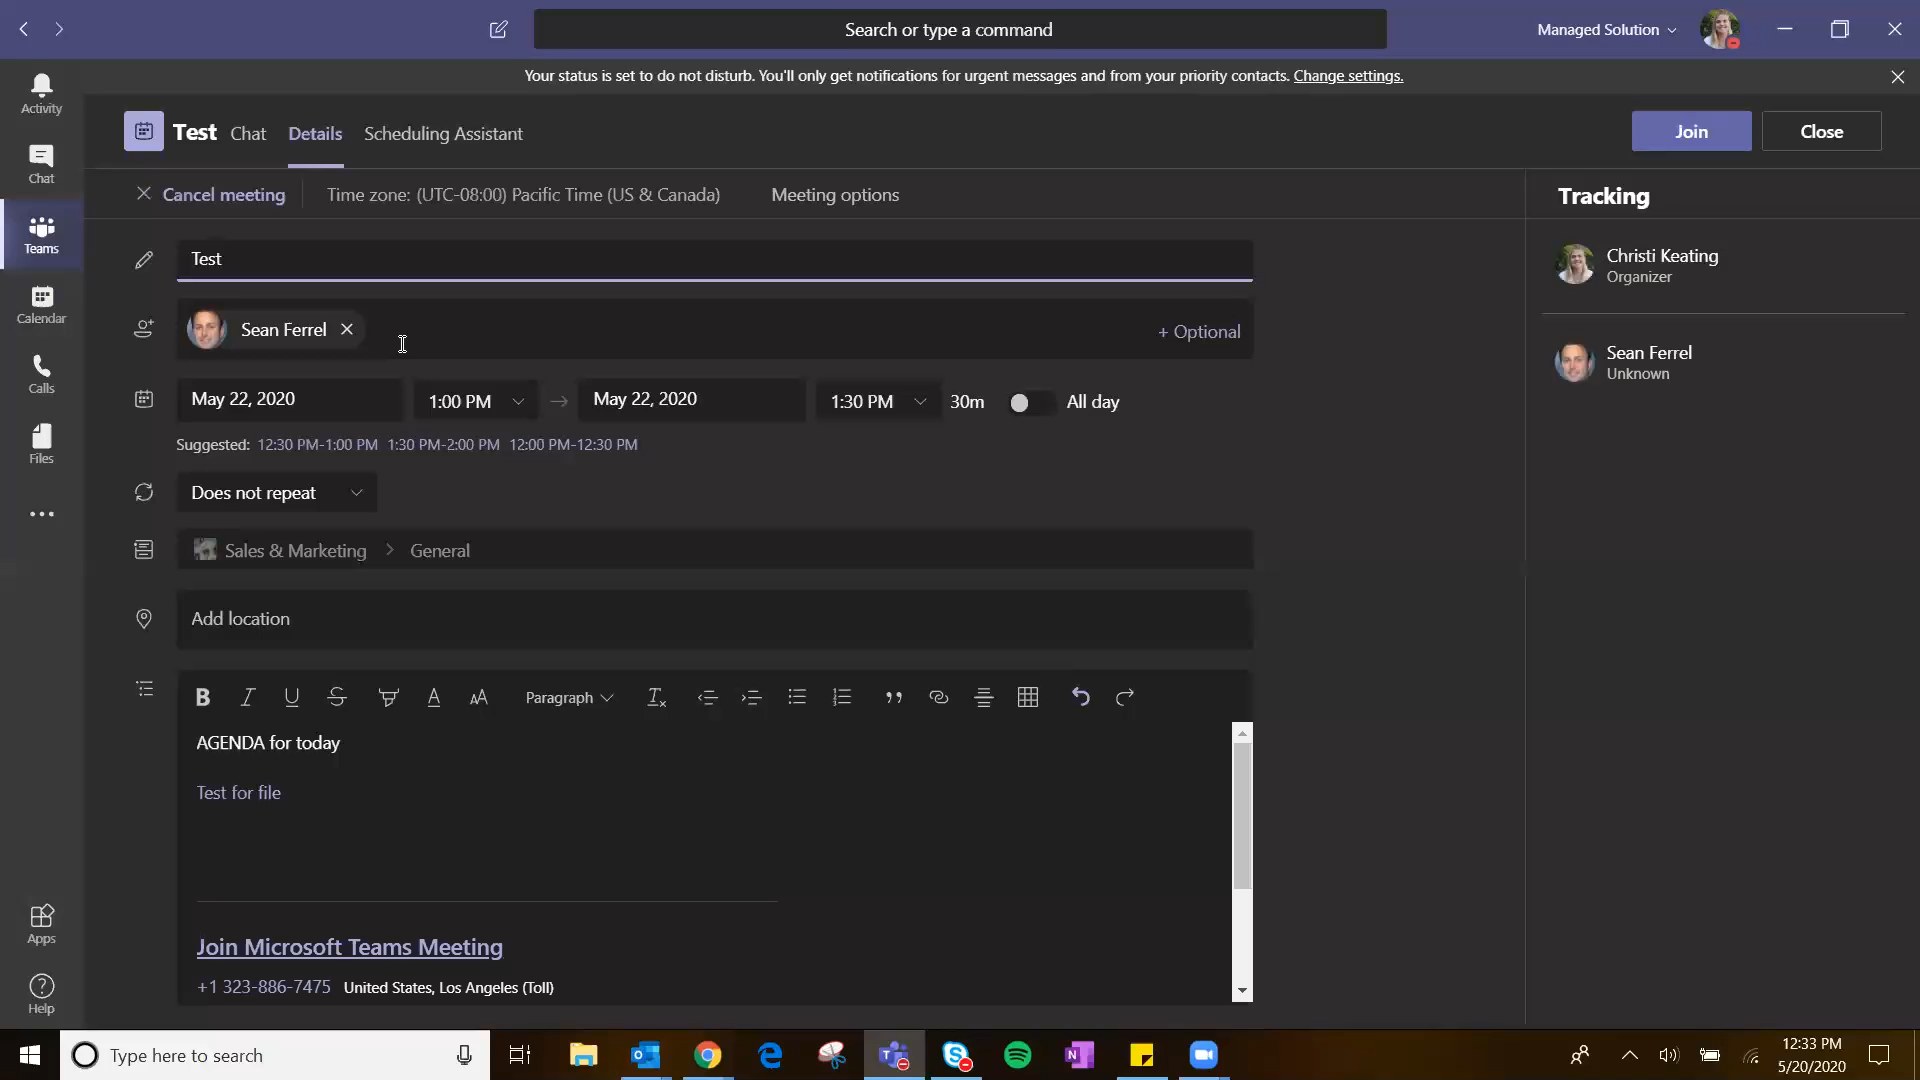 Search or type a command
Managed Solution
Your status is set to do not disturb. You'll only get notifications for urgent messages and from your priority contacts. Change settings.
Activity
Chat
Teams
Calendar
Calls
Files
Apps
Help
Test Chat Details Scheduling Assistant
Join Close
Cancel meeting Time zone: (UTC-08:00) Pacific Time (US & Canada) Meeting options
Test
Sean Ferrel + Optional
May 22, 2020 1:00 PM May 22, 2020 1:30 PM 30m All day
Suggested: 12:30 PM-1:00 PM 1:30 PM-2:00 PM 12:00 PM-12:30 PM
Does not repeat
Sales & Marketing > General
Add location
B I U S A AA Paragraph
AGENDA for today
Test for file
Join Microsoft Teams Meeting
+1 323-886-7475 United States, Los Angeles (Toll)
Tracking
Christi Keating
Organizer
Sean Ferrel
Unknown
Type here to search
12:33 PM
5/20/2020